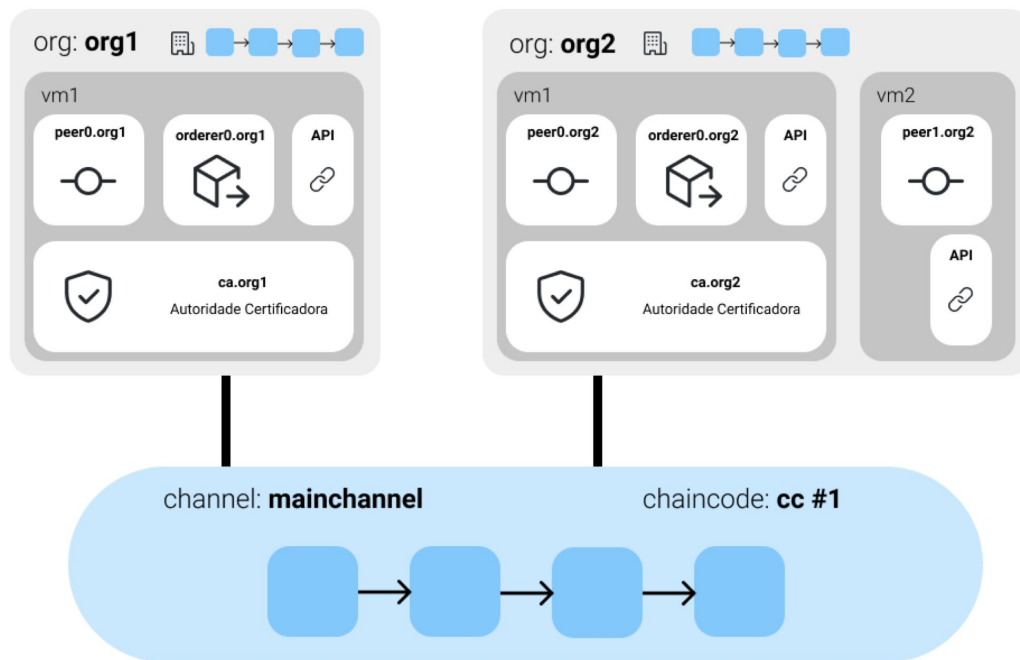 org: org1
vm1
peer0.org1
orderer0.org1
API
ca.org1
Autoridade Certificadora
org: org2
vm1
peer0.org2
orderer0.org2
API
ca.org2
Autoridade Certificadora
vm2
peer1.org2
API
channel: mainchannel
chaincode: cc #1